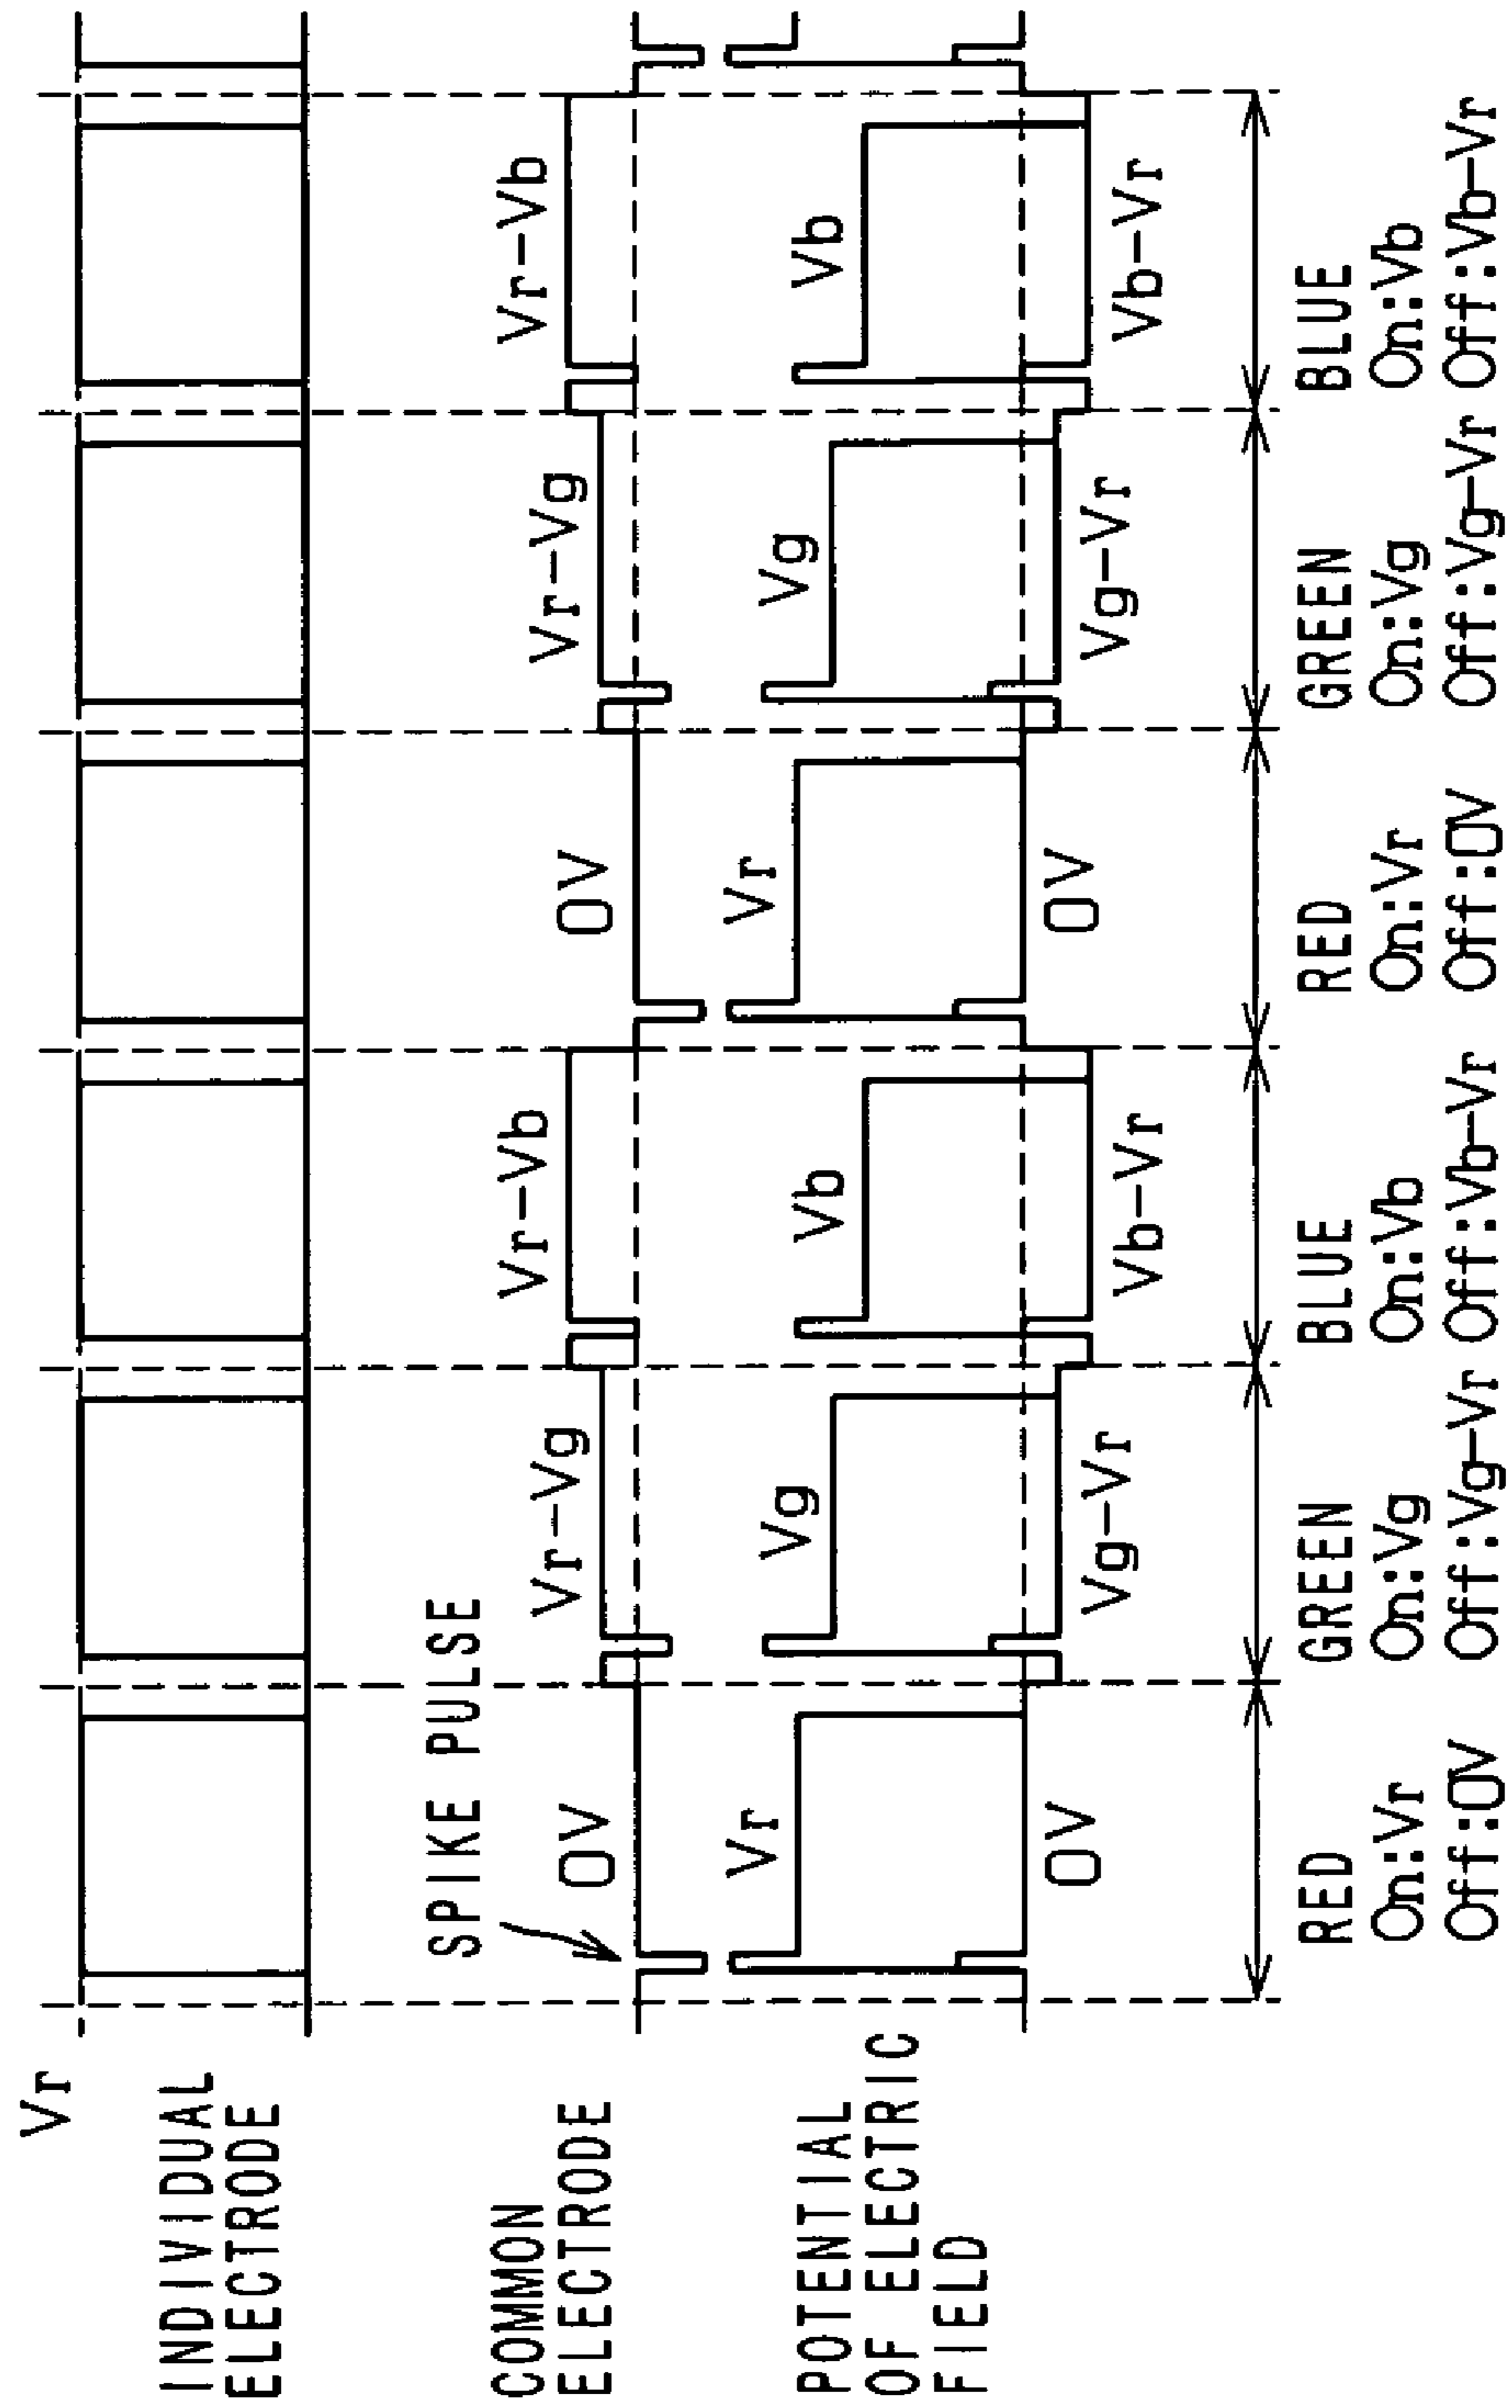 Vr
INDIVIDUAL
ELECTRODE
SPIKE PULSE
COMMON
ELECTRODE
0V
Vr-Vg
Vr-Vb
0V
Vr-Vg
Vr-Vb
POTENTIAL
OF ELECTRIC
FIELD
Vr
Vg
Vb
Vr
Vg
Vb
0V
Vg-Vr
Vb-Vr
0V
Vg-Vr
Vb-Vr
RED
On:Vr
Off:0V
GREEN
On:Vg
Off:Vg-Vr
BLUE
On:Vb
Off:Vb-Vr
RED
On:Vr
Off:0V
GREEN
On:Vg
Off:Vg-Vr
BLUE
On:Vb
Off:Vb-Vr